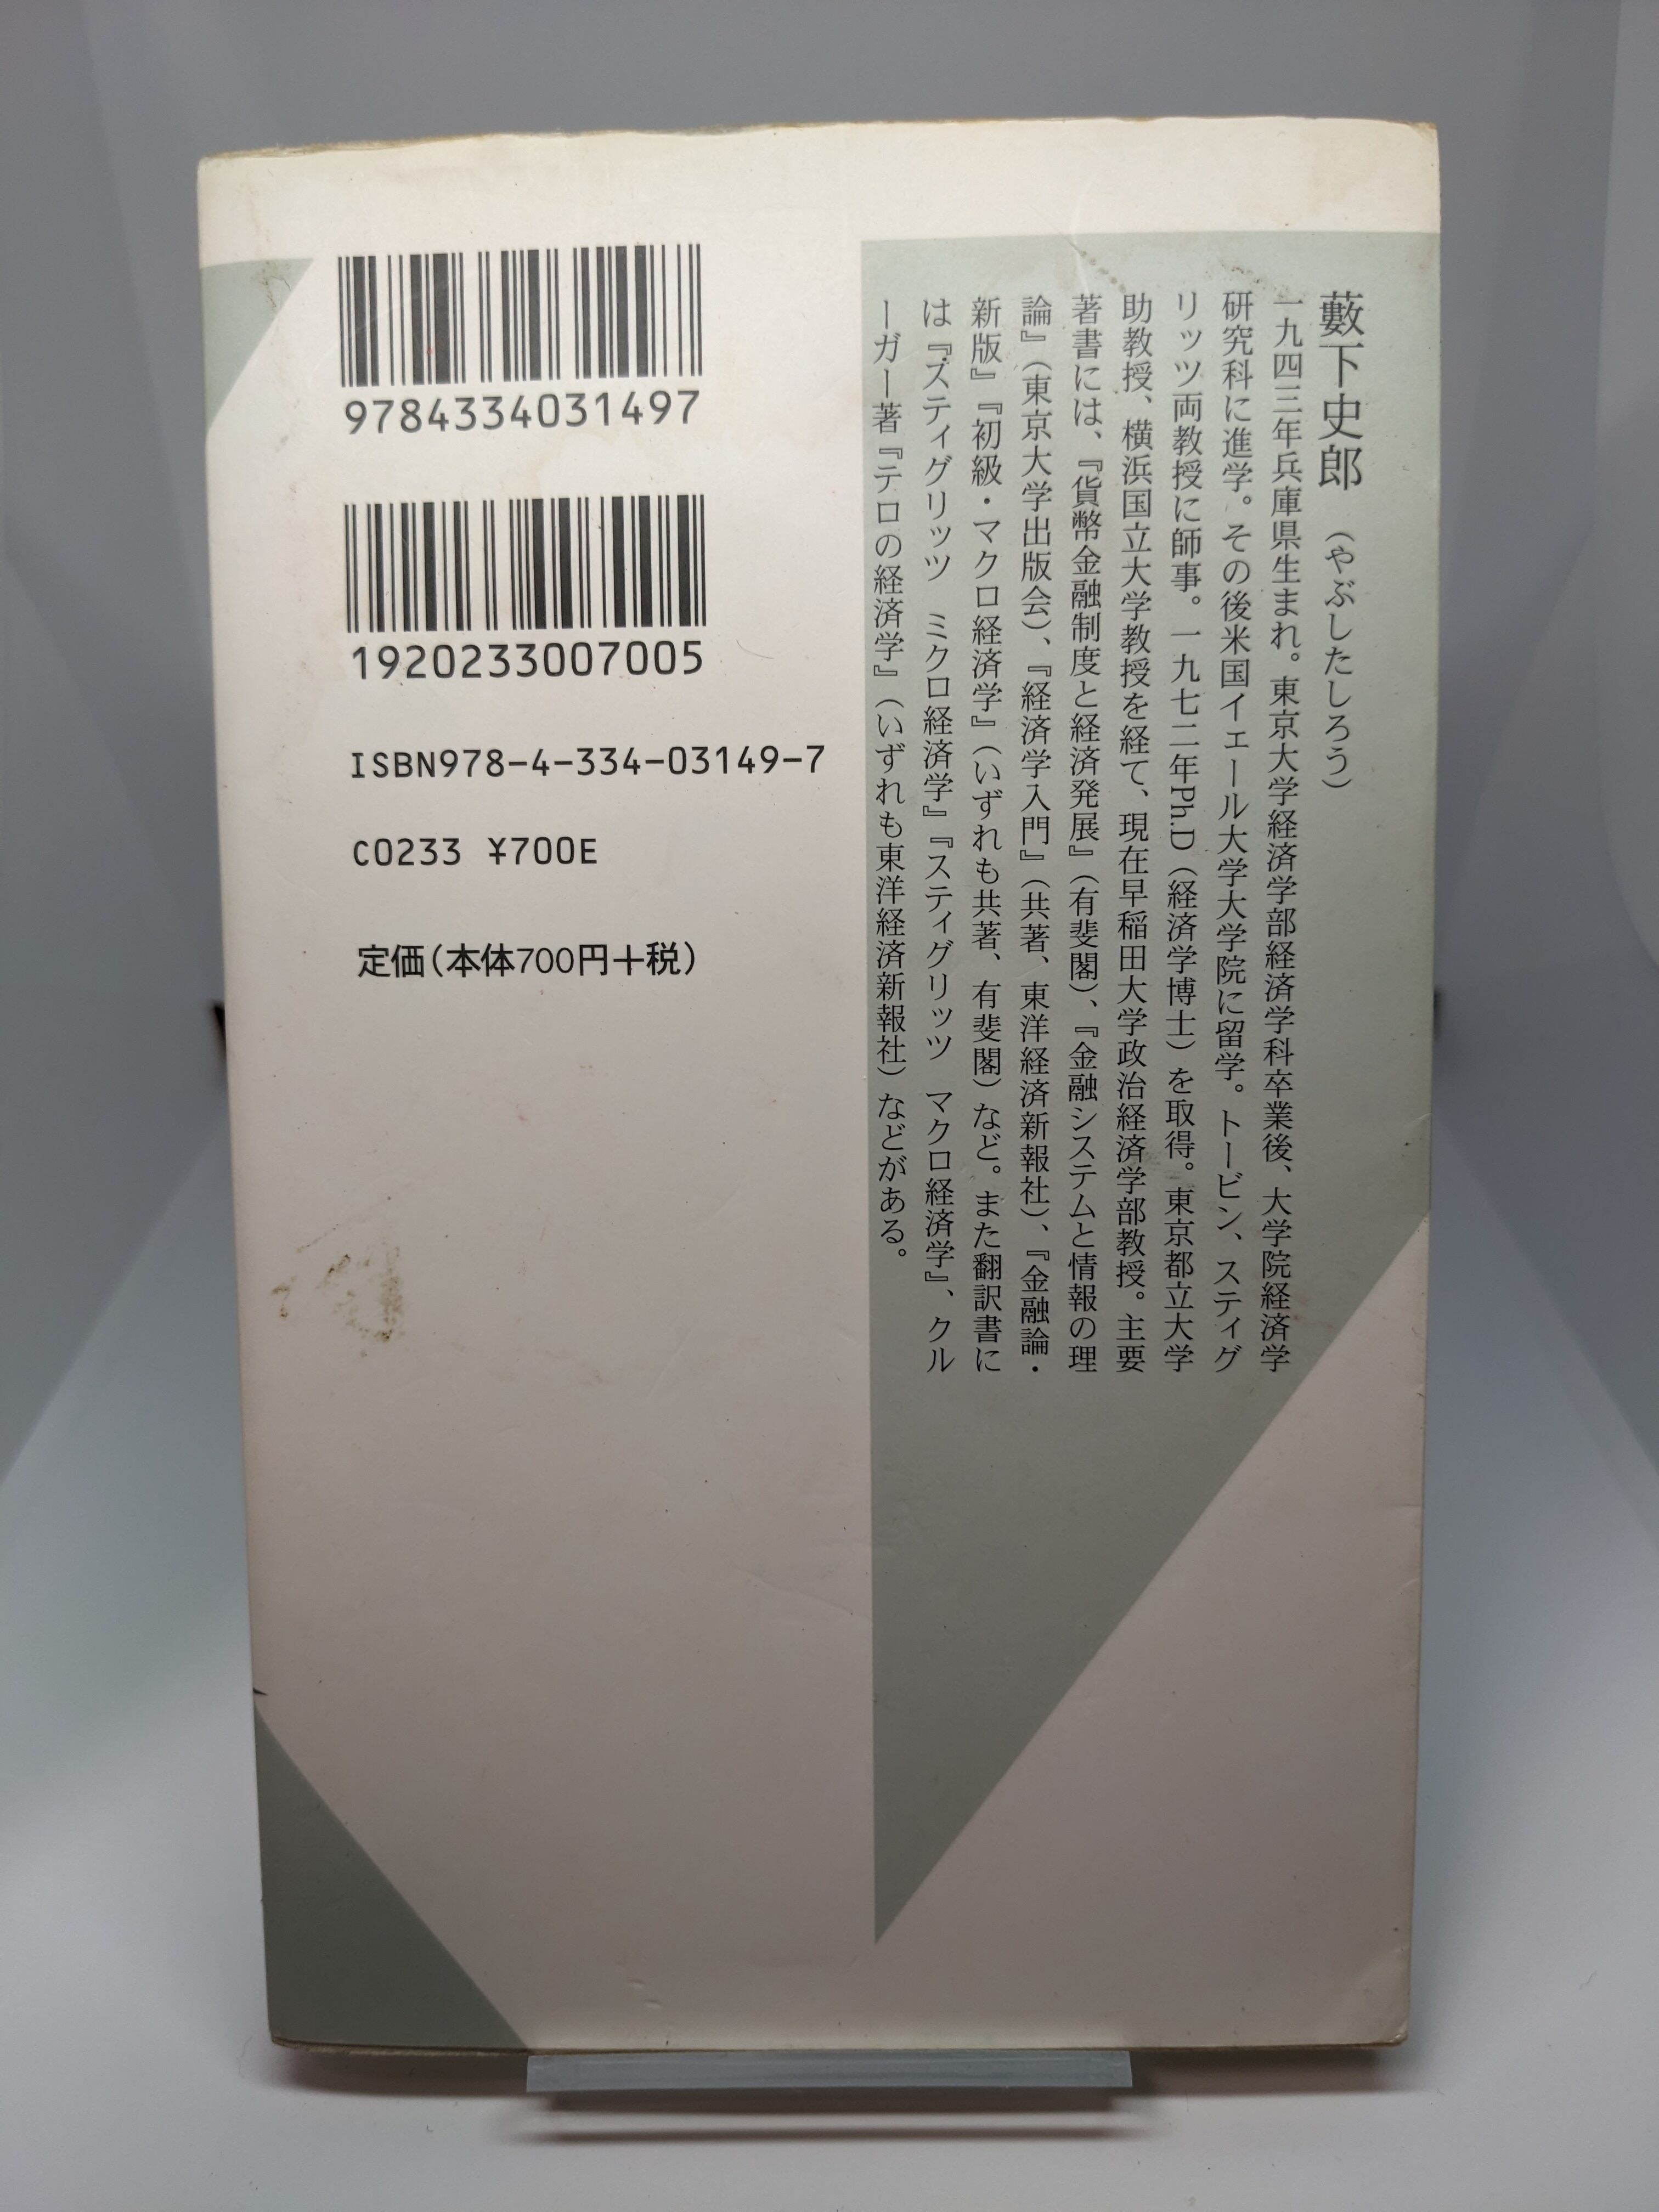 藪下史郎 （やぶしたしろう）
一九四三年兵庫県生まれ。東京大学経済学部経済学科卒業後、大学院経済学
研究科に進学。その後米国イェール大学大学院に留学。トービン、スティグ
リッツ両教授に師事。一九七二年Ph.D（経済学博士）を取得。東京都立大学
助教授、横浜国立大学教授を経て、現在早稲田大学政治経済学部教授。主要
著書には、『貨幣金融制度と経済発展』（有斐閣）、『金融システムと情報の理
論』（東京大学出版会）、『経済学入門』（共著、東洋経済新報社）、『金融論・
新版』『初級・マクロ経済学』（いずれも共著、有斐閣）など。また翻訳書に
は『スティグリッツ ミクロ経済学』『スティグリッツ マクロ経済学』、クル
ーガー著『テロの経済学』（いずれも東洋経済新報社）などがある。
9784334031497
1920233007005
ISBN978-4-334-03149-7
C0233 ¥700E
定価（本体700円＋税）